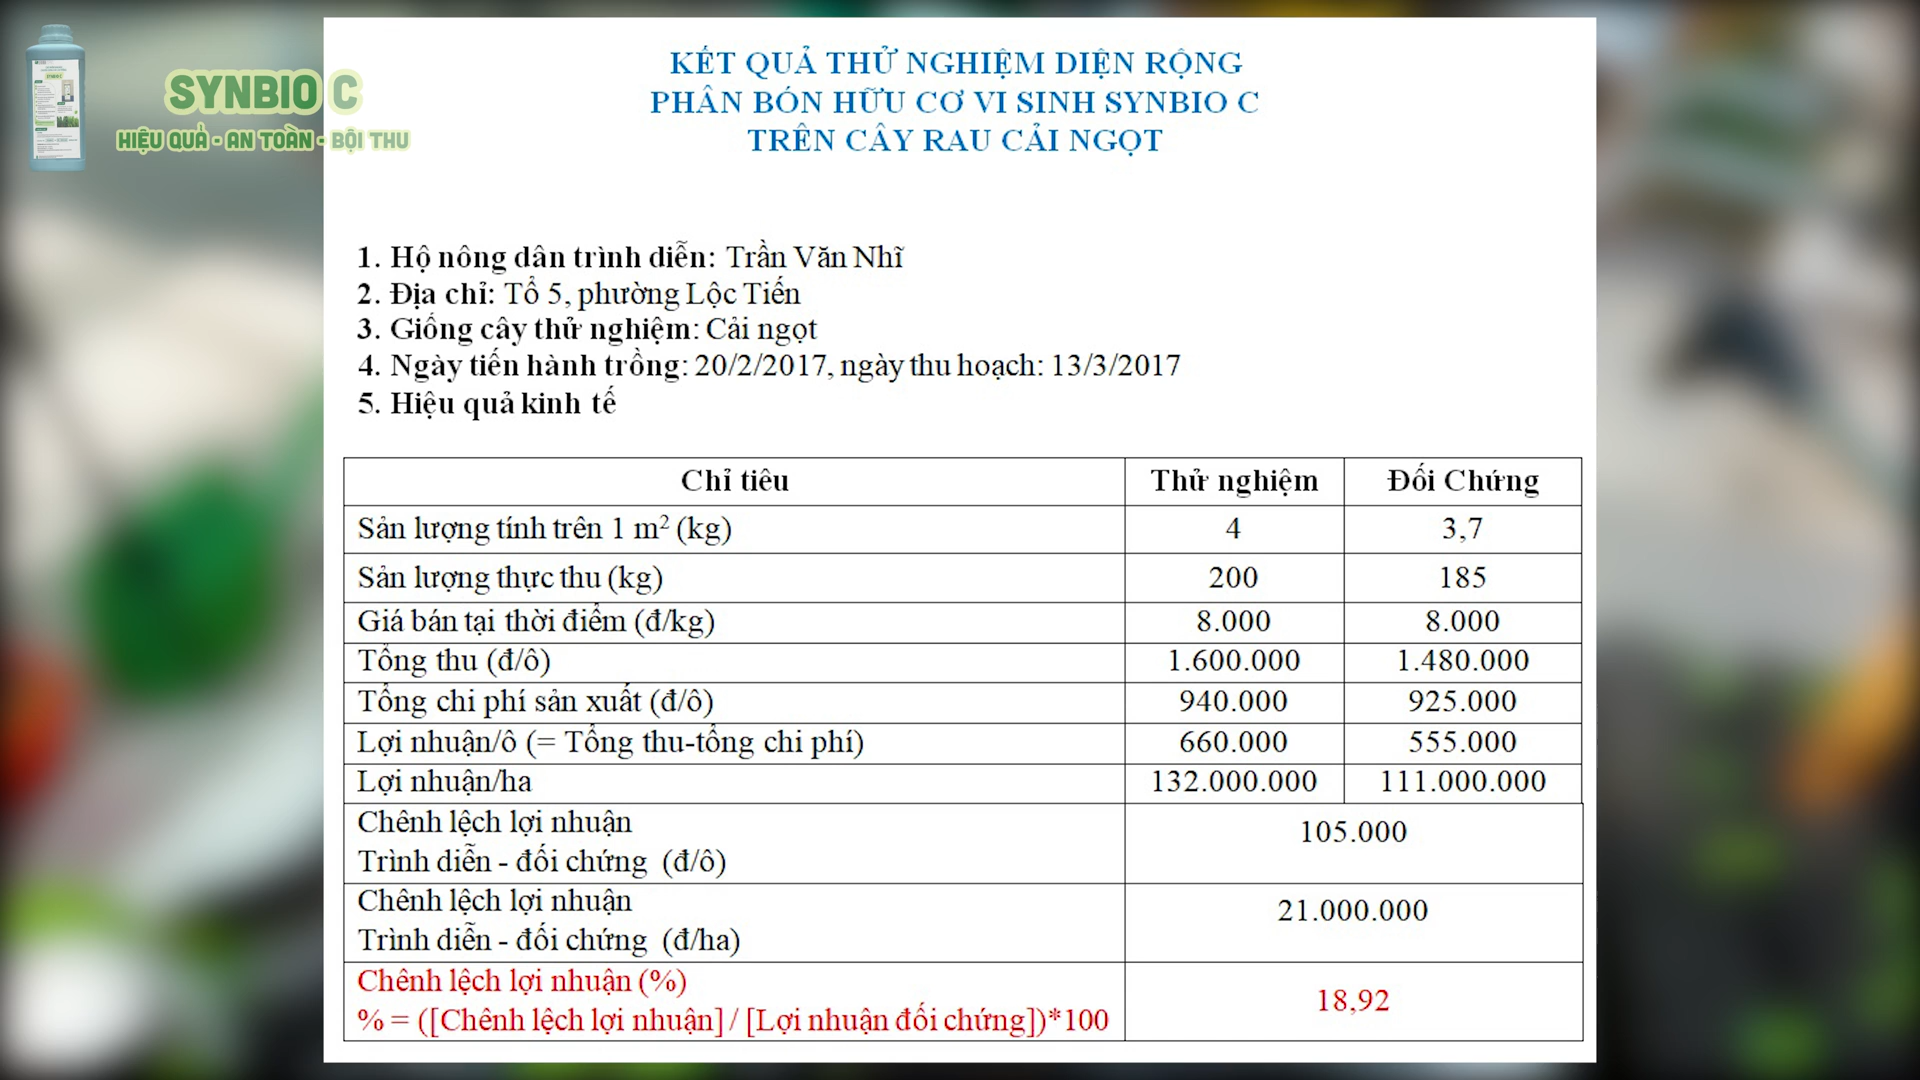 SYNBIO C
HIỆU QUẢ - AN TOÀN - BỘI THU
KẾT QUẢ THỬ NGHIỆM DIỆN RỘNG
PHÂN BÓN HỮU CƠ VI SINH SYNBIO C
TRÊN CÂY RAU CẢI NGỌT
1. Hộ nông dân trình diễn: Trần Văn Nhĩ
2. Địa chỉ: Tổ 5, phường Lộc Tiến
3. Giống cây thử nghiệm: Cải ngọt
4. Ngày tiến hành trồng: 20/2/2017, ngày thu hoạch: 13/3/2017
5. Hiệu quả kinh tế
Chỉ tiêu Thử nghiệm Đối Chứng
Sản lượng tính trên 1 m² (kg) 4 3,7
Sản lượng thực thu (kg) 200 185
Giá bán tại thời điểm (đ/kg) 8.000 8.000
Tổng thu (đ/ô) 1.600.000 1.480.000
Tổng chi phí sản xuất (đ/ô) 940.000 925.000
Lợi nhuận/ô (= Tổng thu-tổng chi phí) 660.000 555.000
Lợi nhuận/ha 132.000.000 111.000.000
Chênh lệch lợi nhuận
Trình diễn - đối chứng (đ/ô) 105.000
Chênh lệch lợi nhuận
Trình diễn - đối chứng (đ/ha) 21.000.000
Chênh lệch lợi nhuận (%)
% = ([Chênh lệch lợi nhuận] / [Lợi nhuận đối chứng])*100 18,92